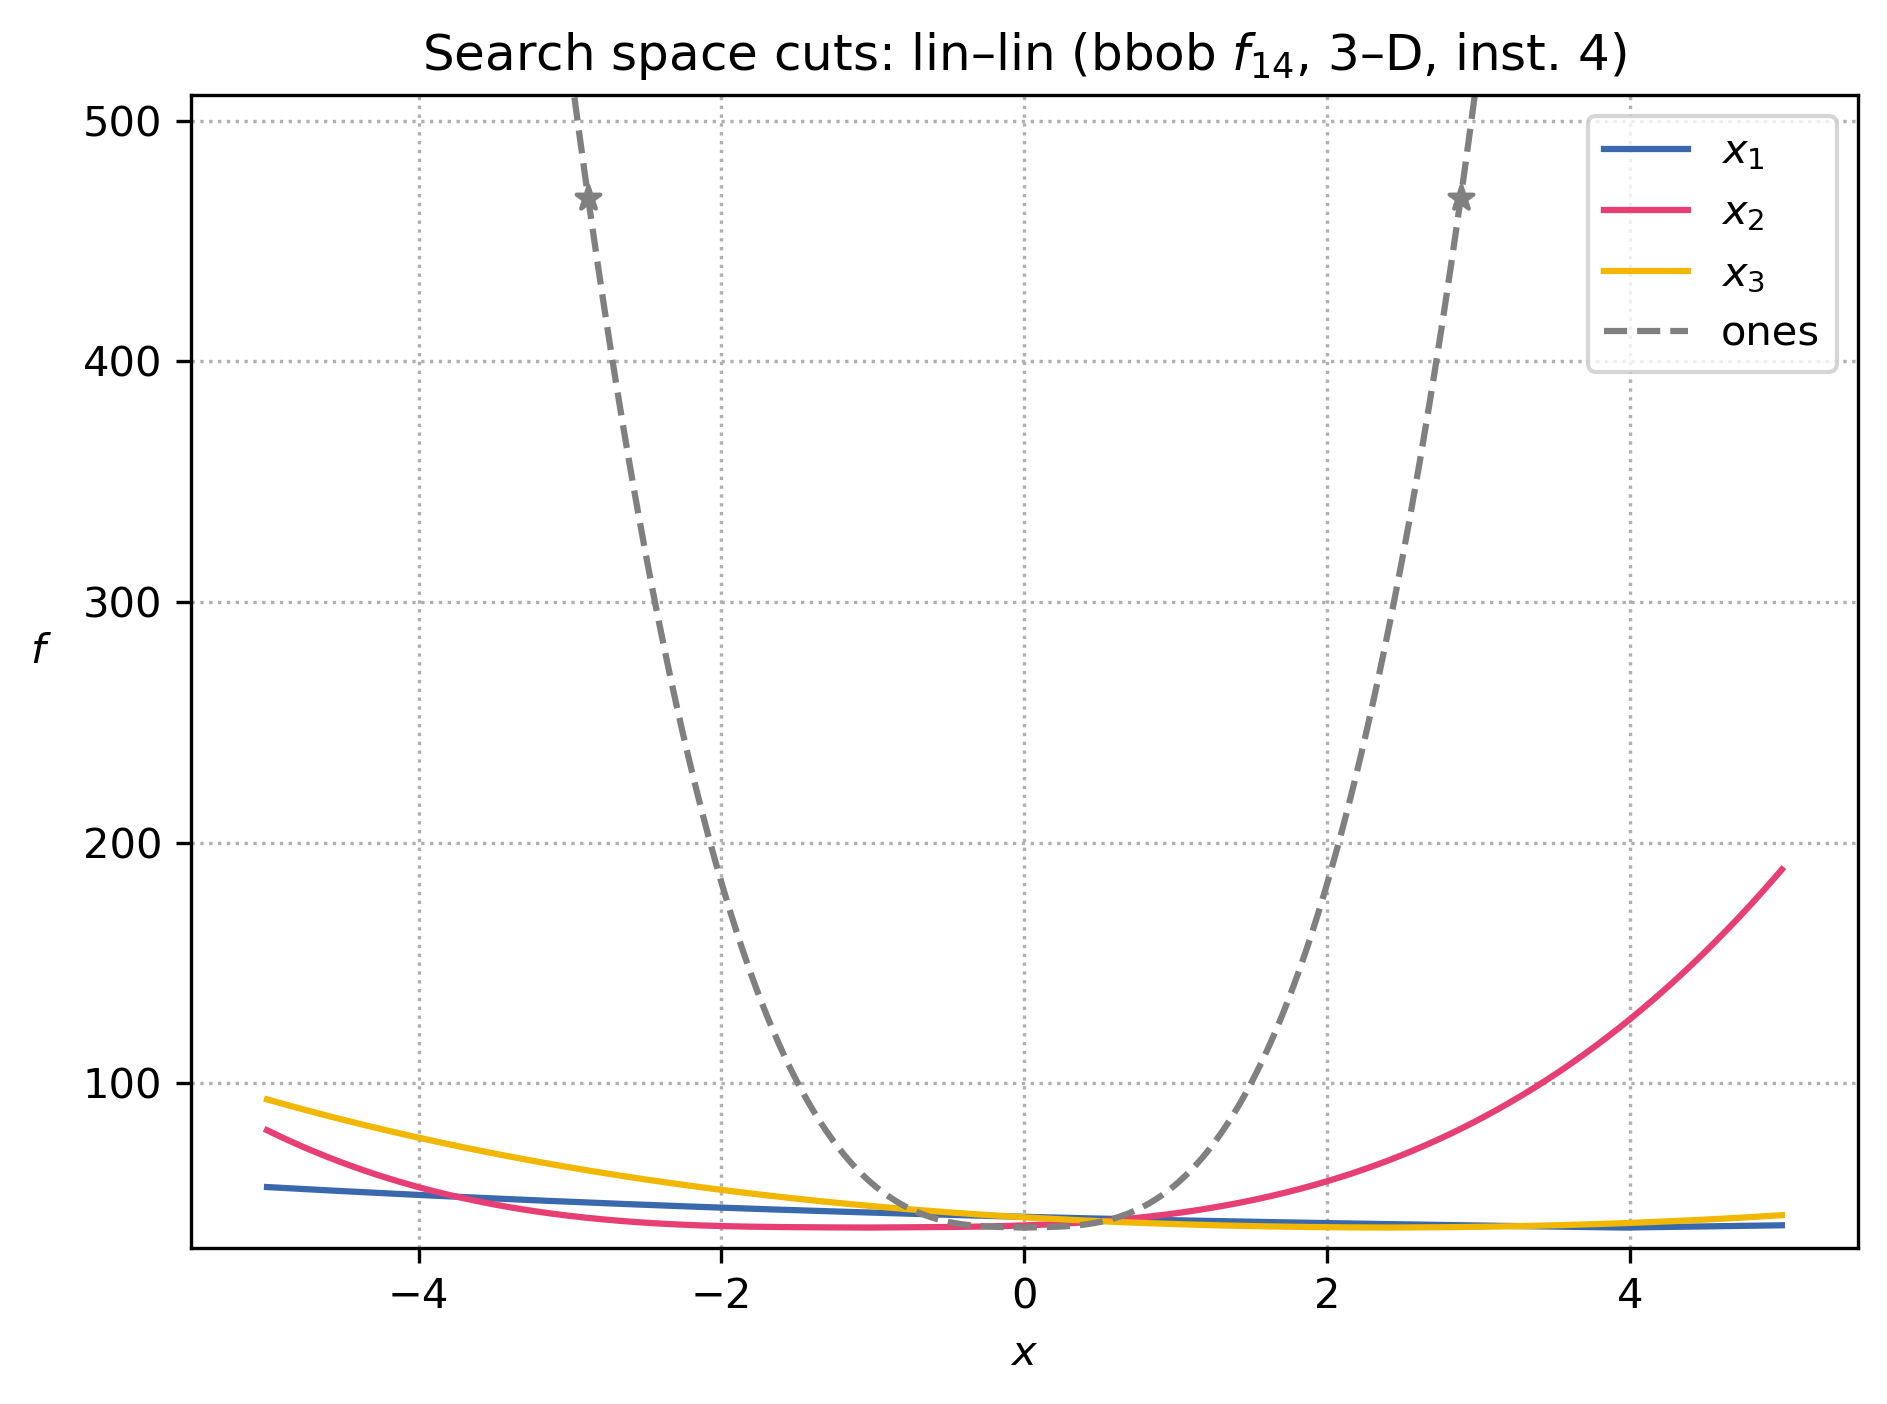 Search space cuts: lin–lin (bbob f14, 3–D, inst. 4)
500
400
300
200
100
f
−4 −2 0 2 4
x
x1
x2
x3
ones